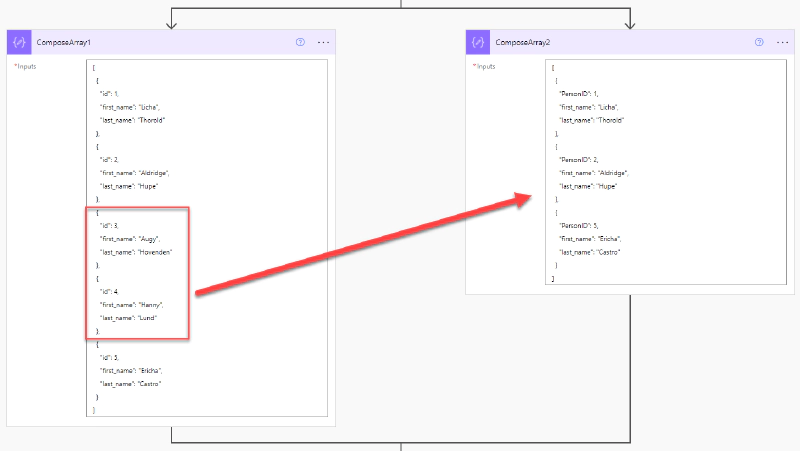 ComposeArray1
*Inputs
[
{
"id": 1,
"first_name": "Licha",
"last_name": "Thorold"
},
{
"id": 2,
"first_name": "Aldridge",
"last_name": "Hupe"
},
{
"id": 3,
"first_name": "Augy",
"last_name": "Howenden"
},
{
"id": 4,
"first_name": "Hanny",
"last_name": "Lund"
},
{
"id": 5,
"first_name": "Ericha",
"last_name": "Castro"
}
]
ComposeArray2
*Inputs
[
{
"PersonID": 1,
"first_name": "Licha",
"last_name": "Thorold"
},
{
"PersonID": 2,
"first_name": "Aldridge",
"last_name": "Hupe"
},
{
"PersonID": 5,
"first_name": "Ericha",
"last_name": "Castro"
}
]